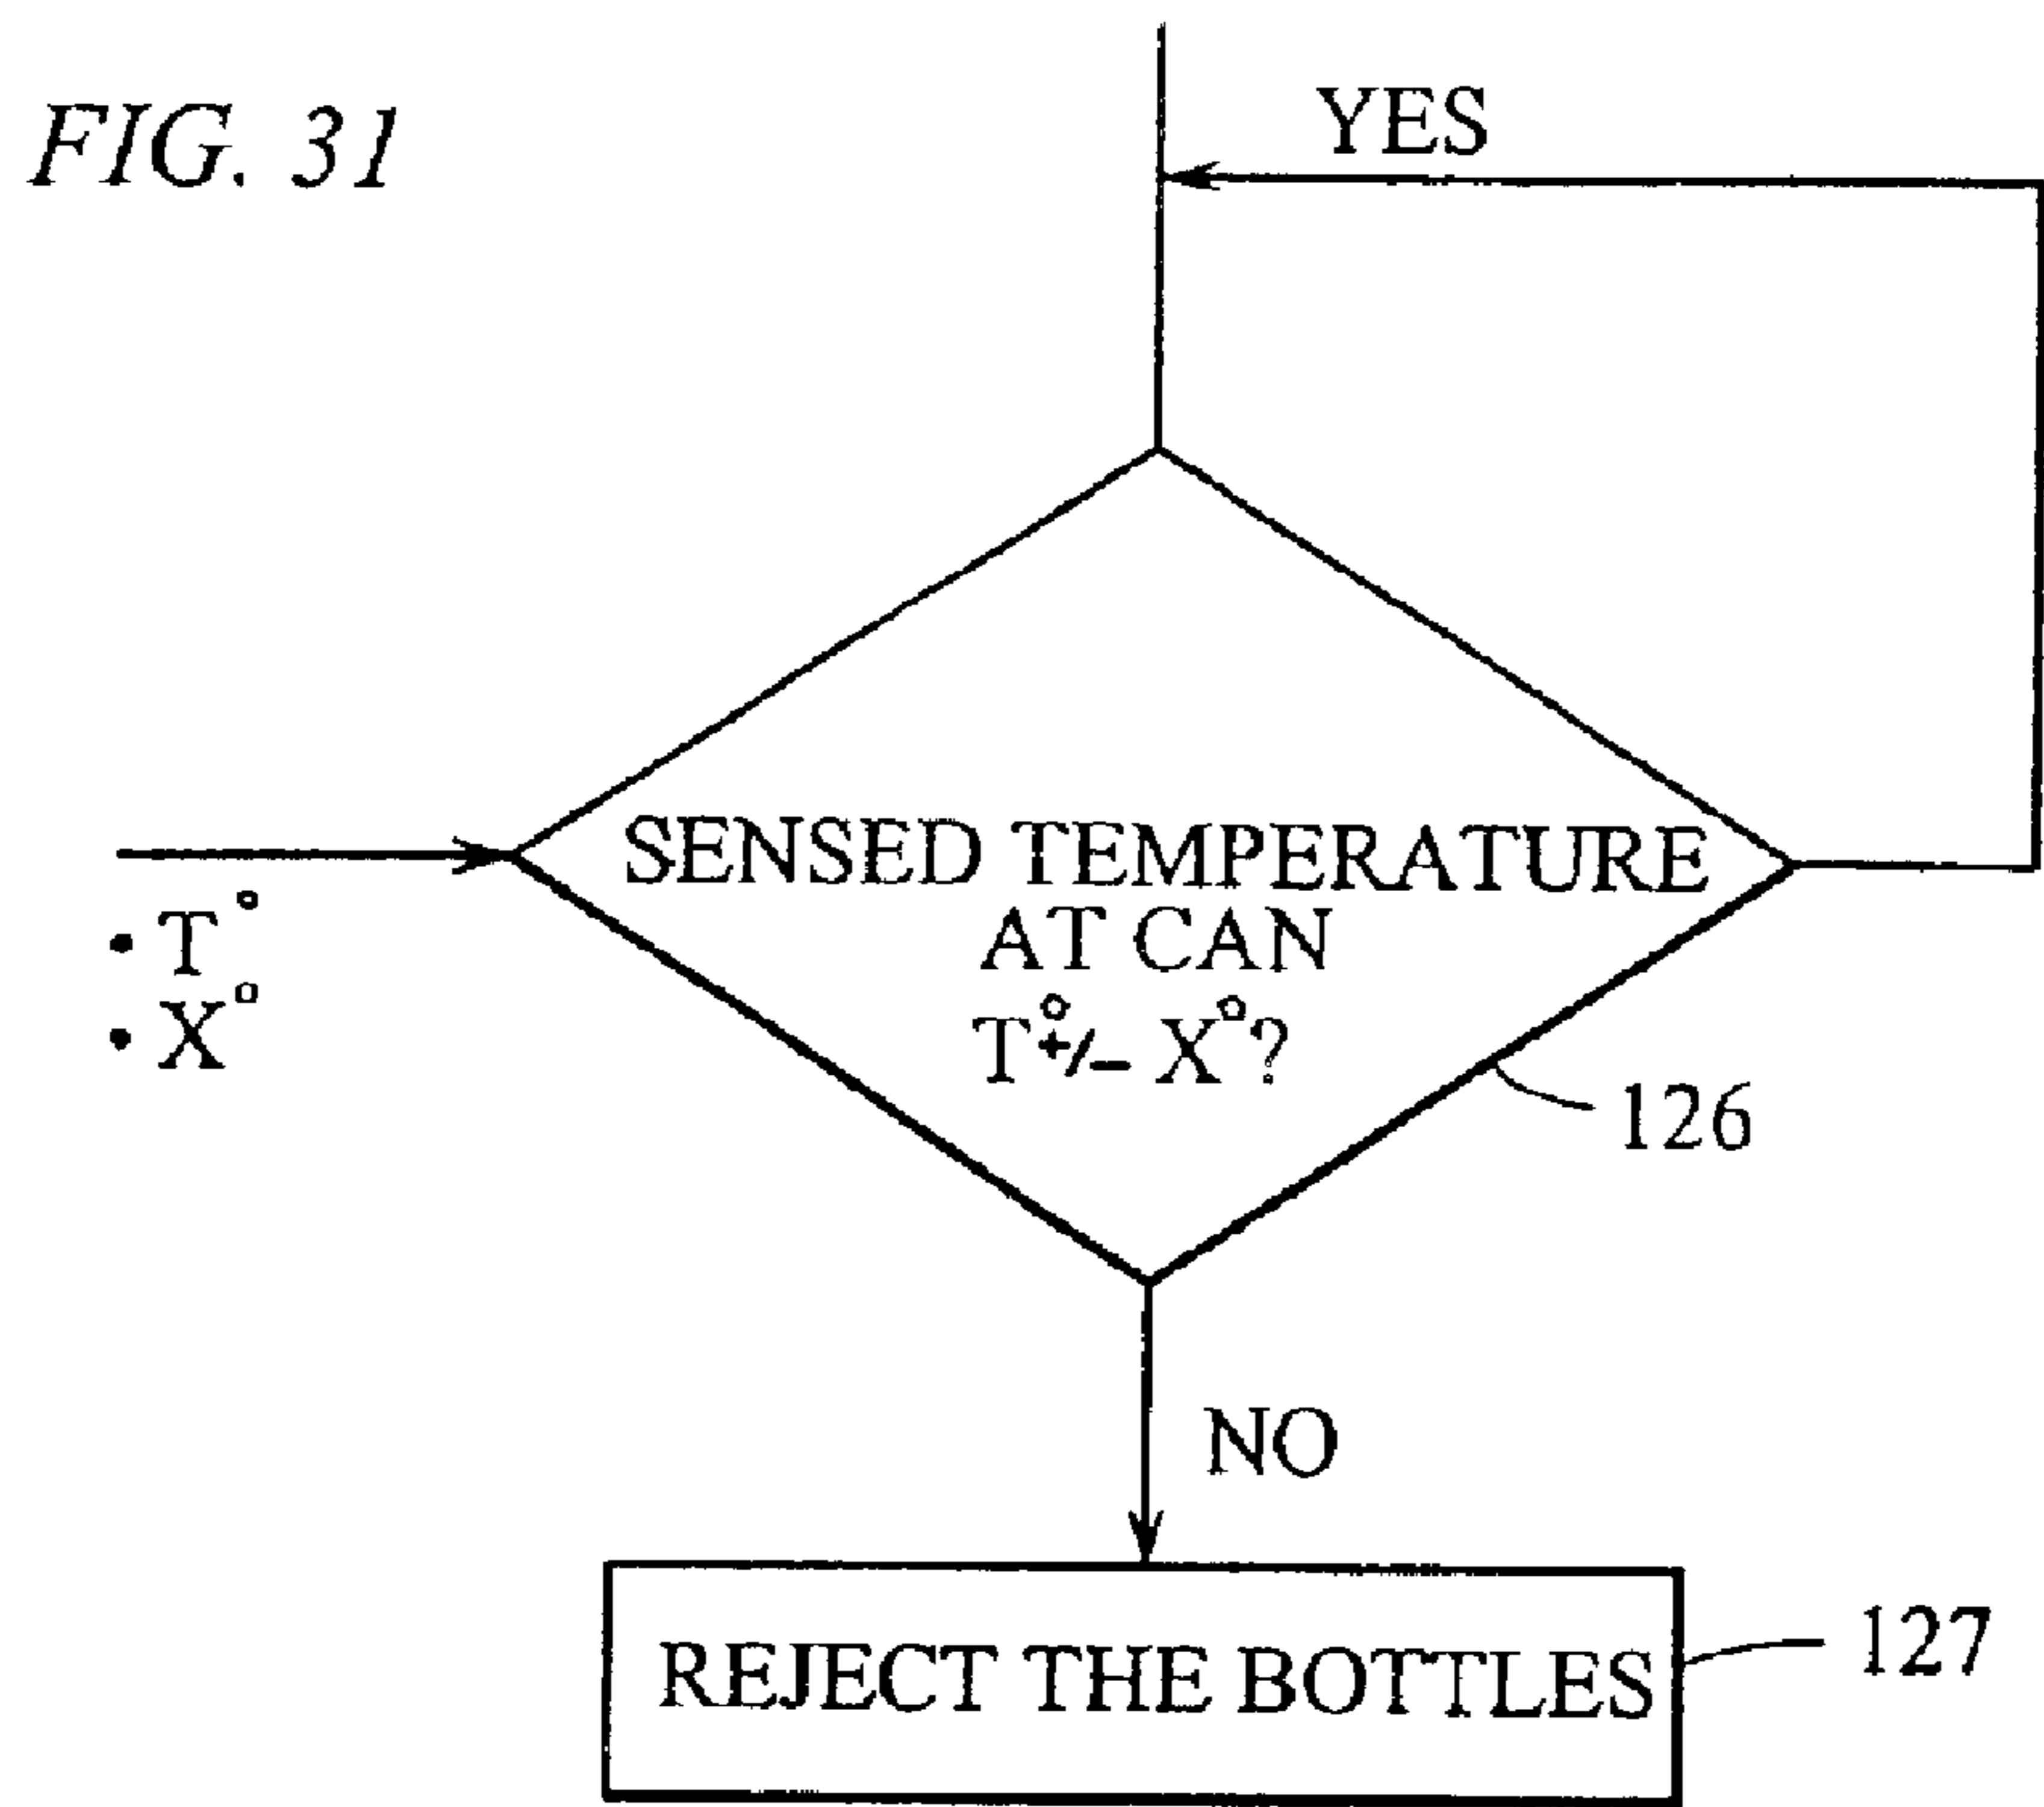 FIG. 31
YES
SENSED TEMPERATURE
AT CAN
T°+/- X°?
• T°
• X°
126
NO
REJECT THE BOTTLES
127